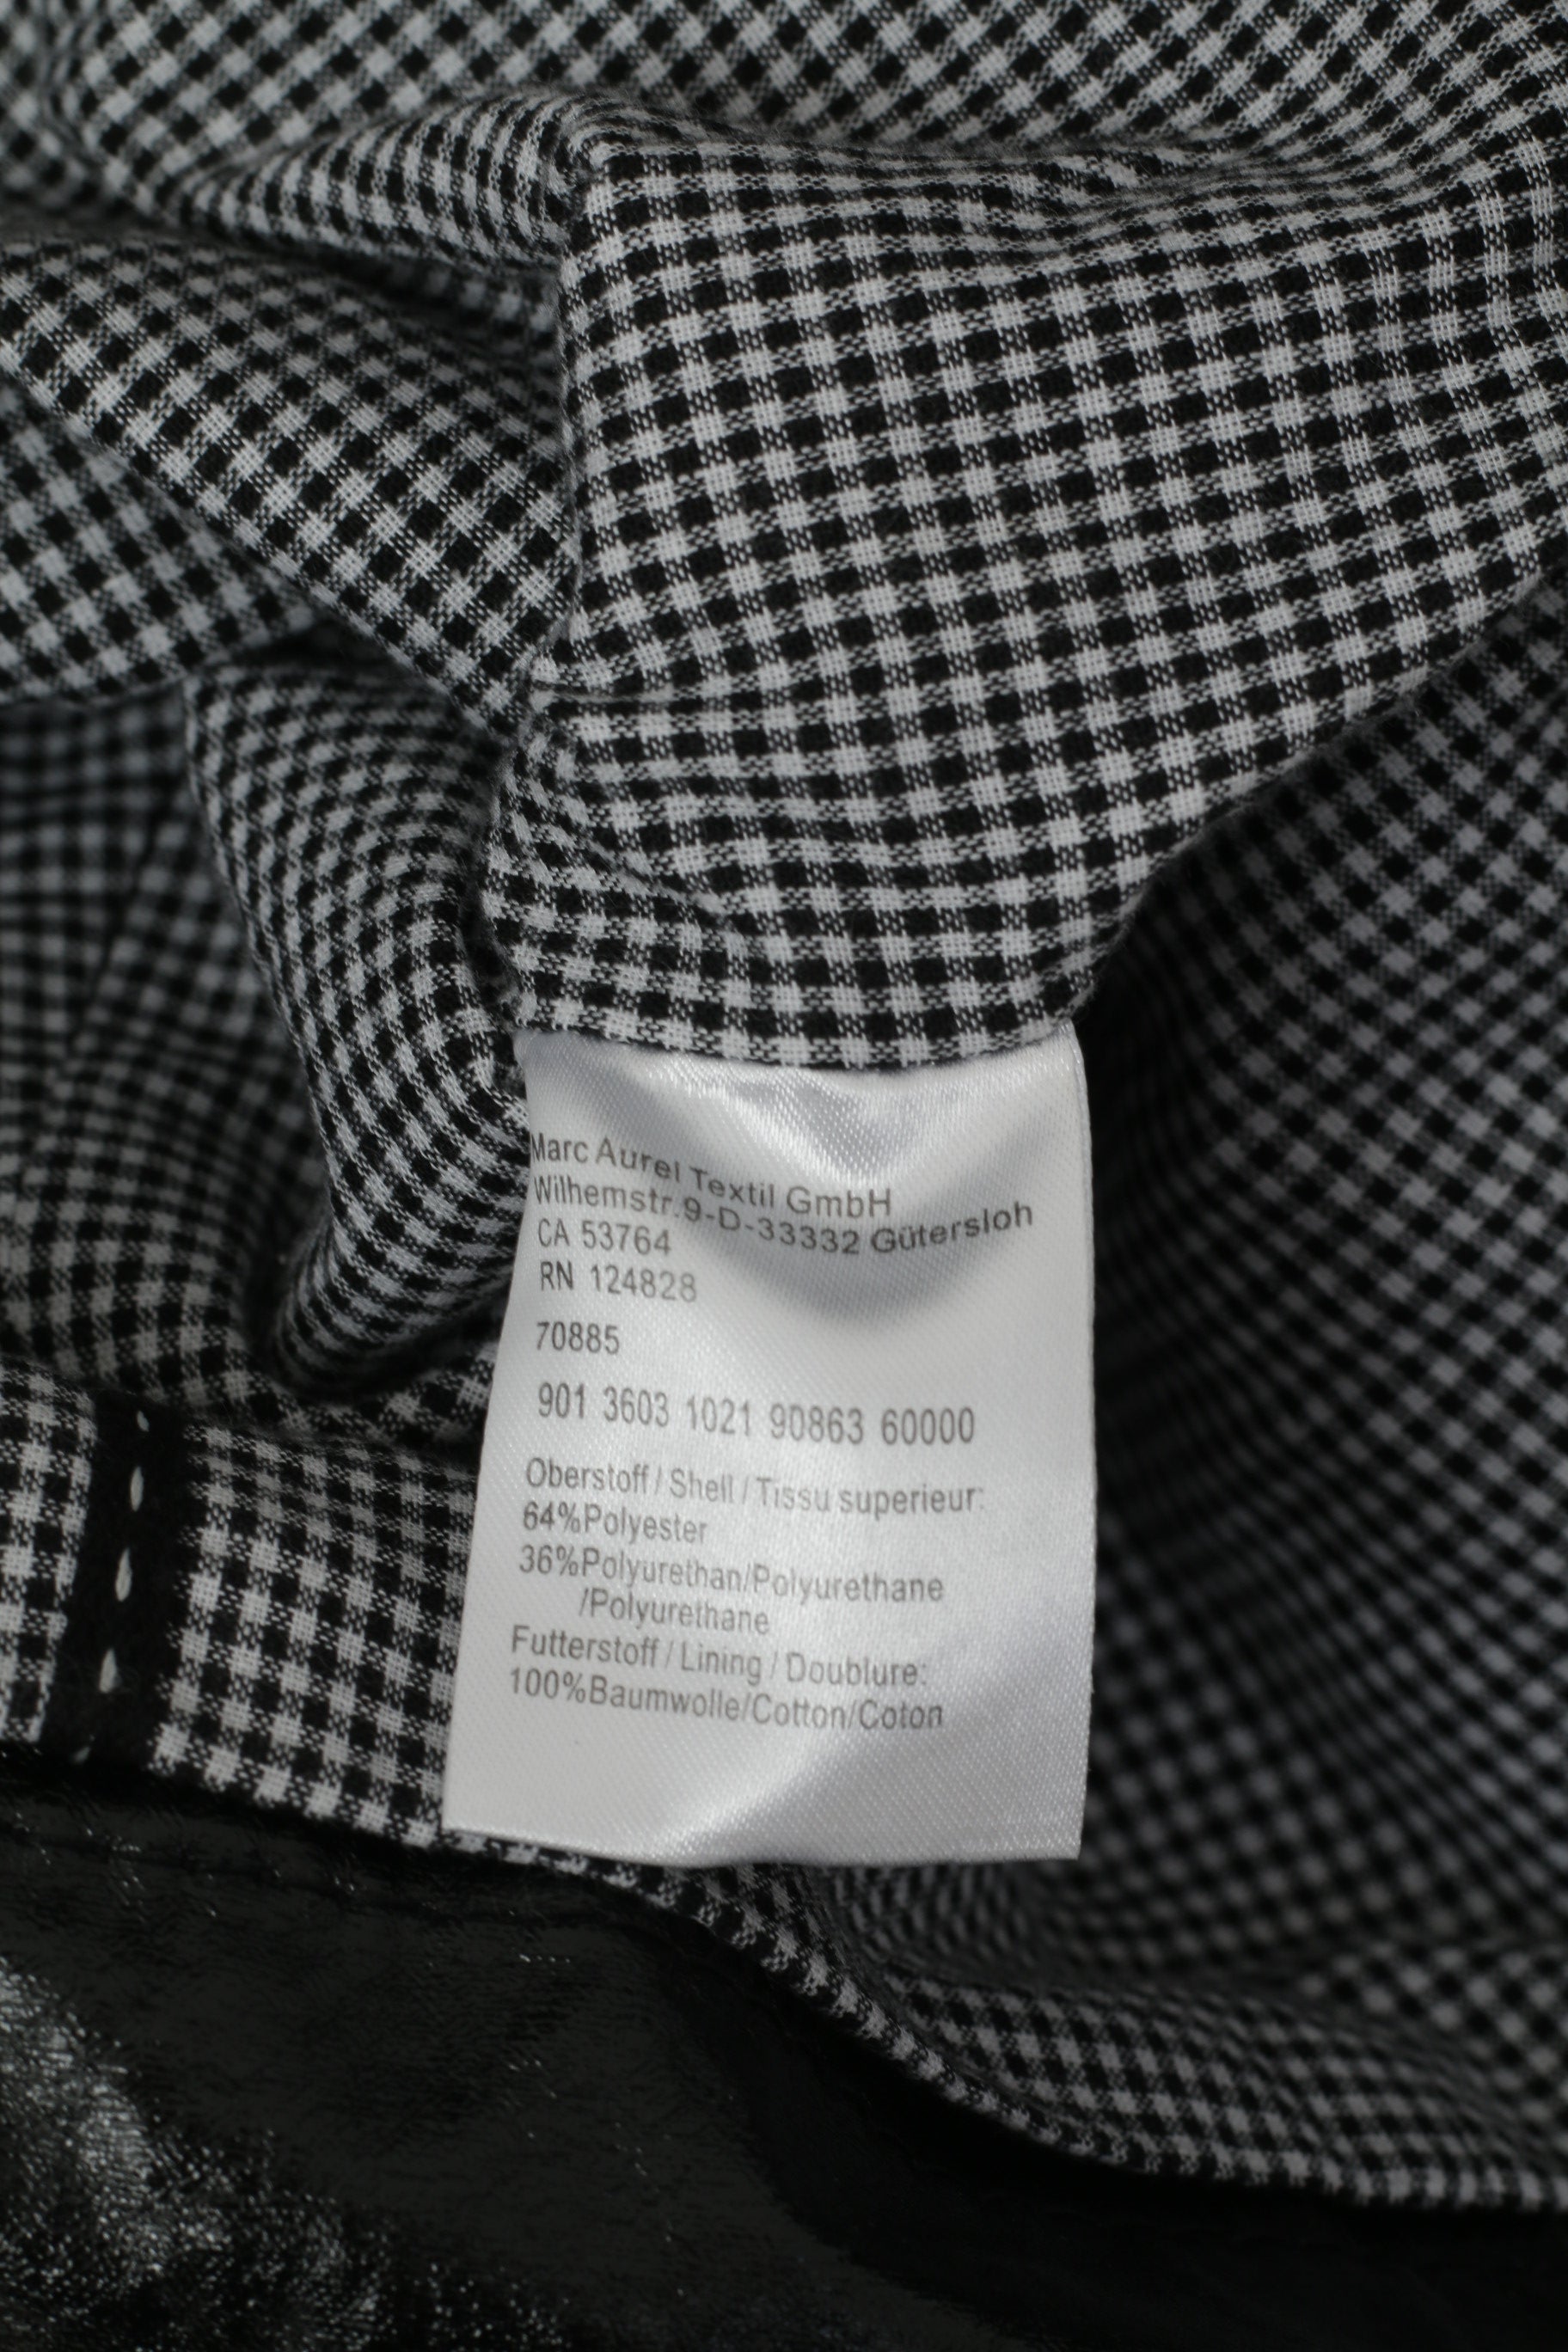 Marc Aurel Textil GmbH
Wilhemstr.9-D-33332 Gütersloh
CA 53764
RN 124828
70885
901 3603 1021 90863 60000
Oberstoff / Shell / Tissu superieur:
64%Polyester
36%Polyurethan/Polyurethane
/Polyurethane
Futterstoff / Lining / Doublure:
100%Baumwolle/Cotton/Coton